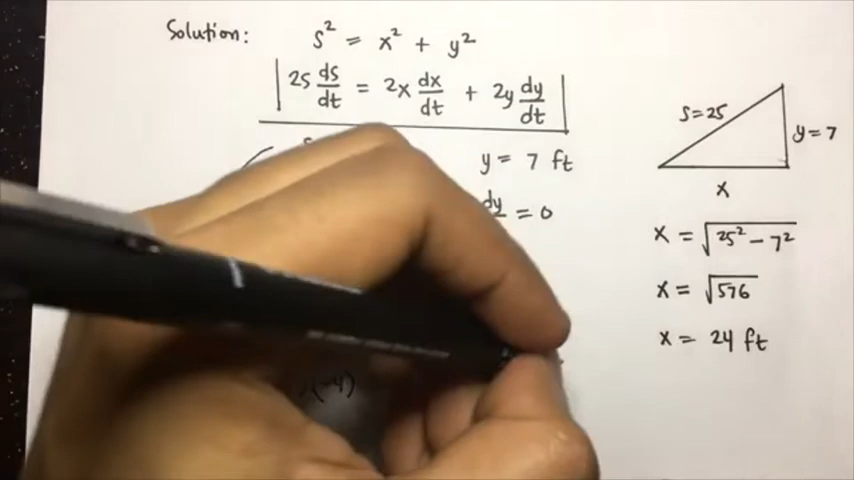 Solution: s² = x² + y²
2s ds/dt = 2x dx/dt + 2y dy/dt
y = 7 ft
dy = 0
(-4)
s = 25
y = 7
x
x = √(25² - 7²)
x = √576
x = 24 ft